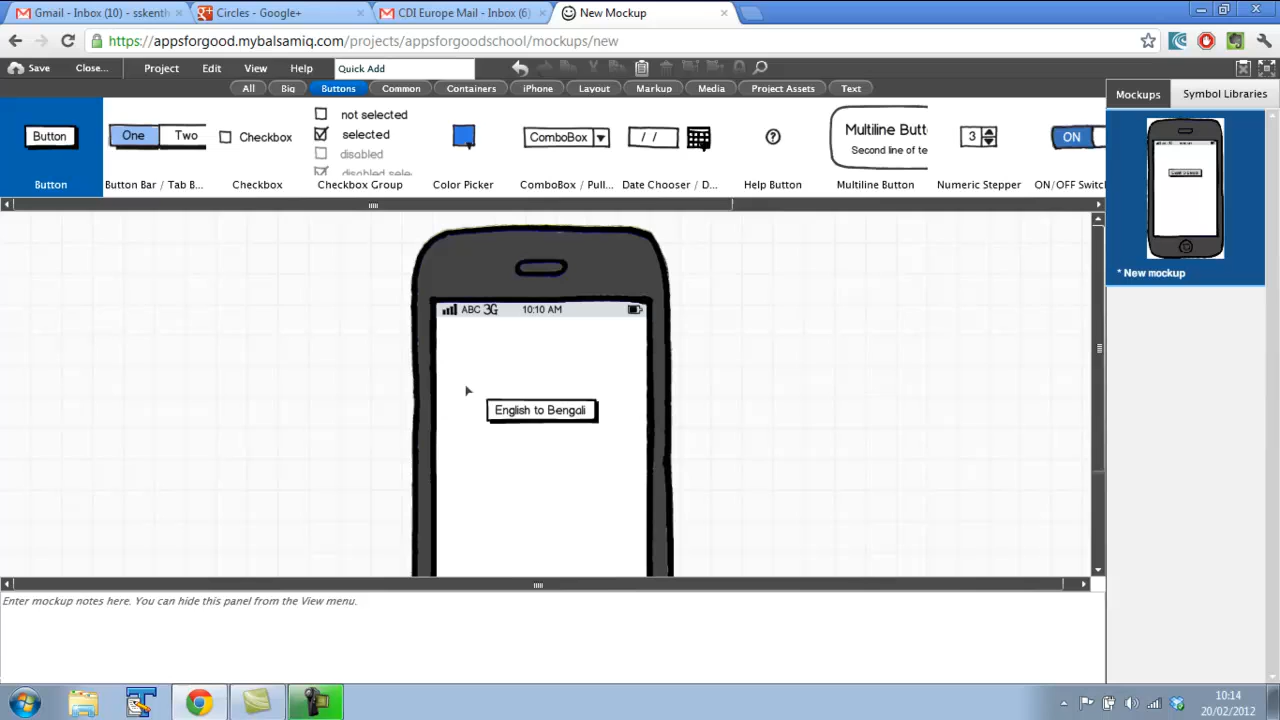 Gmail - Inbox (10) - sskenth
Circles - Google+
CDI Europe Mail - Inbox (6)
New Mockup
https://appsforgood.mybalsamiq.com/projects/appsforgoodschool/mockups/new
Save Close... Project Edit View Help Quick Add
All Big Buttons Common Containers iPhone Layout Markup Media Project Assets Text
Mockups Symbol Libraries
Button
One Two
Checkbox
not selected
selected
disabled
disabled sele
ComboBox
/ /
?
Multiline Butt
Second line of te
3
ON
Button
Button Bar / Tab B...
Checkbox
Checkbox Group
Color Picker
ComboBox / Pull...
Date Chooser / D...
Help Button
Multiline Button
Numeric Stepper
ON/OFF Switc
* New mockup
ABC 3G 10:10 AM
English to Bengali
Enter mockup notes here. You can hide this panel from the View menu.
10:14
20/02/2012